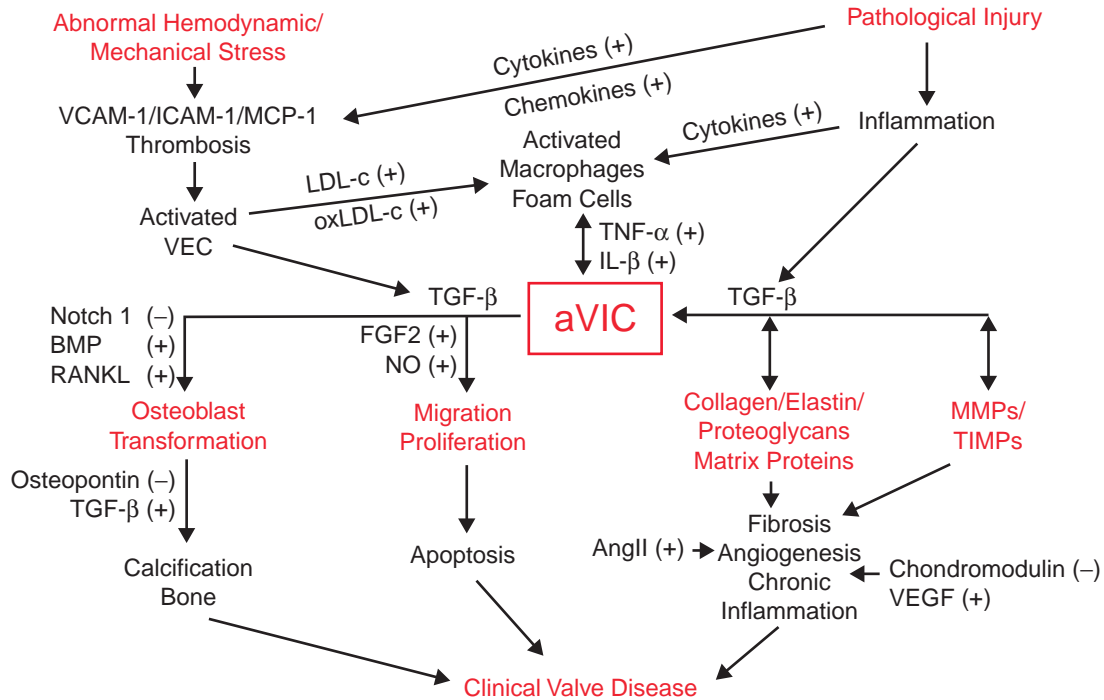 Abnormal Hemodynamic/
Mechanical Stress
Pathological Injury
Cytokines (+)
Chemokines (+)
VCAM-1/ICAM-1/MCP-1
Thrombosis
Cytokines (+)
Inflammation
Activated
Macrophages
Foam Cells
LDL-c (+)
oxLDL-c (+)
Activated
VEC
TNF-α (+)
IL-β (+)
TGF-β
aVIC
TGF-β
Notch 1 (–)
BMP (+)
RANKL (+)
FGF2 (+)
NO (+)
Osteoblast
Transformation
Migration
Proliferation
Collagen/Elastin/
Proteoglycans
Matrix Proteins
MMPs/
TIMPs
Osteopontin (–)
TGF-β (+)
Calcification
Bone
Apoptosis
Fibrosis
Angiogenesis
Chronic
Inflammation
AngII (+)
Chondromodulin (–)
VEGF (+)
Clinical Valve Disease